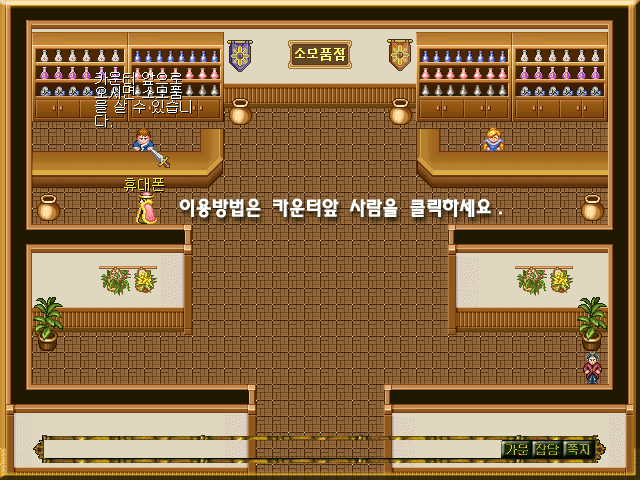 소모품점
카운터 앞으로
오시면 소모품
을 살 수 있습니
다.
휴대폰
이용방법은 카운터앞 사람을 클릭하세요.
가문 잡담 쪽지